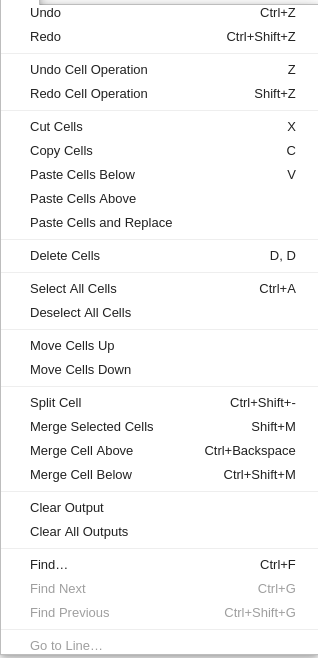 Undo Ctrl+Z
Redo Ctrl+Shift+Z
Undo Cell Operation Z
Redo Cell Operation Shift+Z
Cut Cells X
Copy Cells C
Paste Cells Below V
Paste Cells Above
Paste Cells and Replace
Delete Cells D, D
Select All Cells Ctrl+A
Deselect All Cells
Move Cells Up
Move Cells Down
Split Cell Ctrl+Shift+-
Merge Selected Cells Shift+M
Merge Cell Above Ctrl+Backspace
Merge Cell Below Ctrl+Shift+M
Clear Output
Clear All Outputs
Find… Ctrl+F
Find Next Ctrl+G
Find Previous Ctrl+Shift+G
Go to Line…